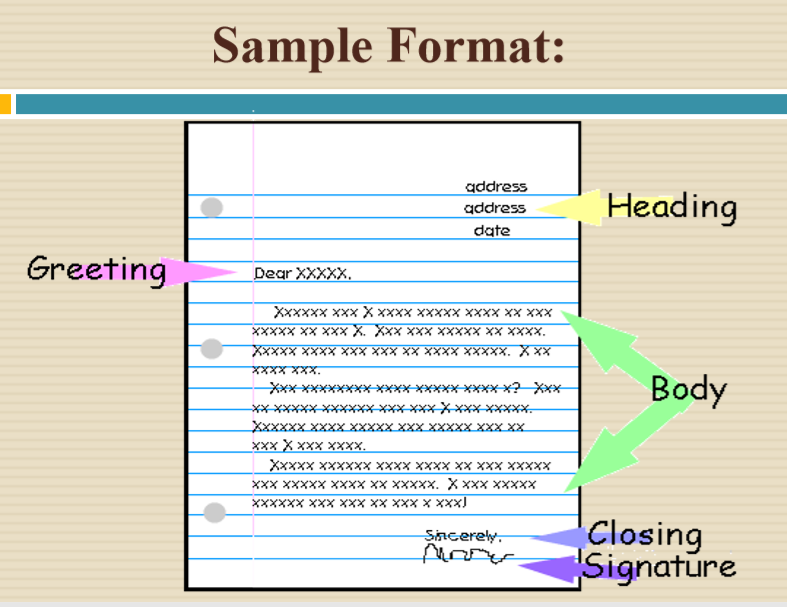 Sample Format:
address
address
Heading
date
Greeting
Dear XXXXX,
Xxxxxx xxx X xxxx xxxxx xxxx xx xxx
xxxxx xx xxx X. Xxx xxx xxxxx xx xxxx.
Xxxxx xxxx xxx xxx xx xxxx xxxxx. X xx
xxxx xxx.
Xxx xxxxxxxx xxxx xxxxx xxxx x? Xxx
Body
xx xxxxx xxxxxx xxx xxx X xxx xxxxx.
Xxxxxx xxxx xxxxx xxx xxxxx xxx xx
xxx X xxx xxxx.
Xxxxx xxxxxx xxxxx xxxx xx xxx xxxxx
xxx xxxxx xxxx xx xxxxx. X xxx xxxxx
xxxxxx xxx xxx xx xxx x xxx!
Sincerely,
Closing
Signature